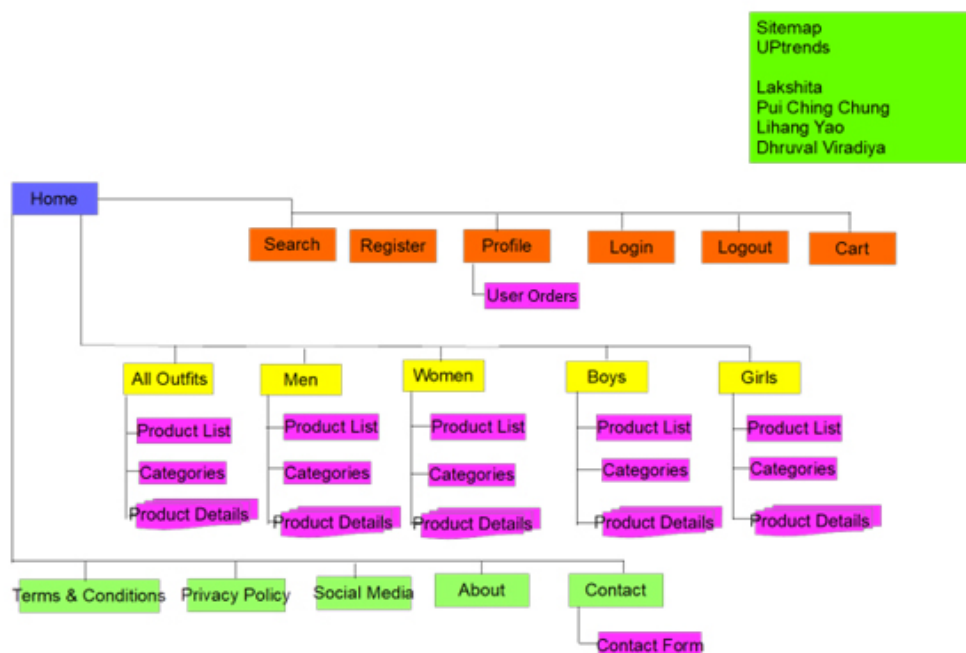 Sitemap
UPtrends
Lakshita
Pui Ching Chung
Lihang Yao
Dhruval Viradiya
Home
Search
Register
Profile
Login
Logout
Cart
User Orders
All Outfits
Men
Women
Boys
Girls
Product List
Product List
Product List
Product List
Product List
Categories
Categories
Categories
Categories
Categories
Product Details
Product Details
Product Details
Product Details
Product Details
Terms & Conditions
Privacy Policy
Social Media
About
Contact
Contact Form